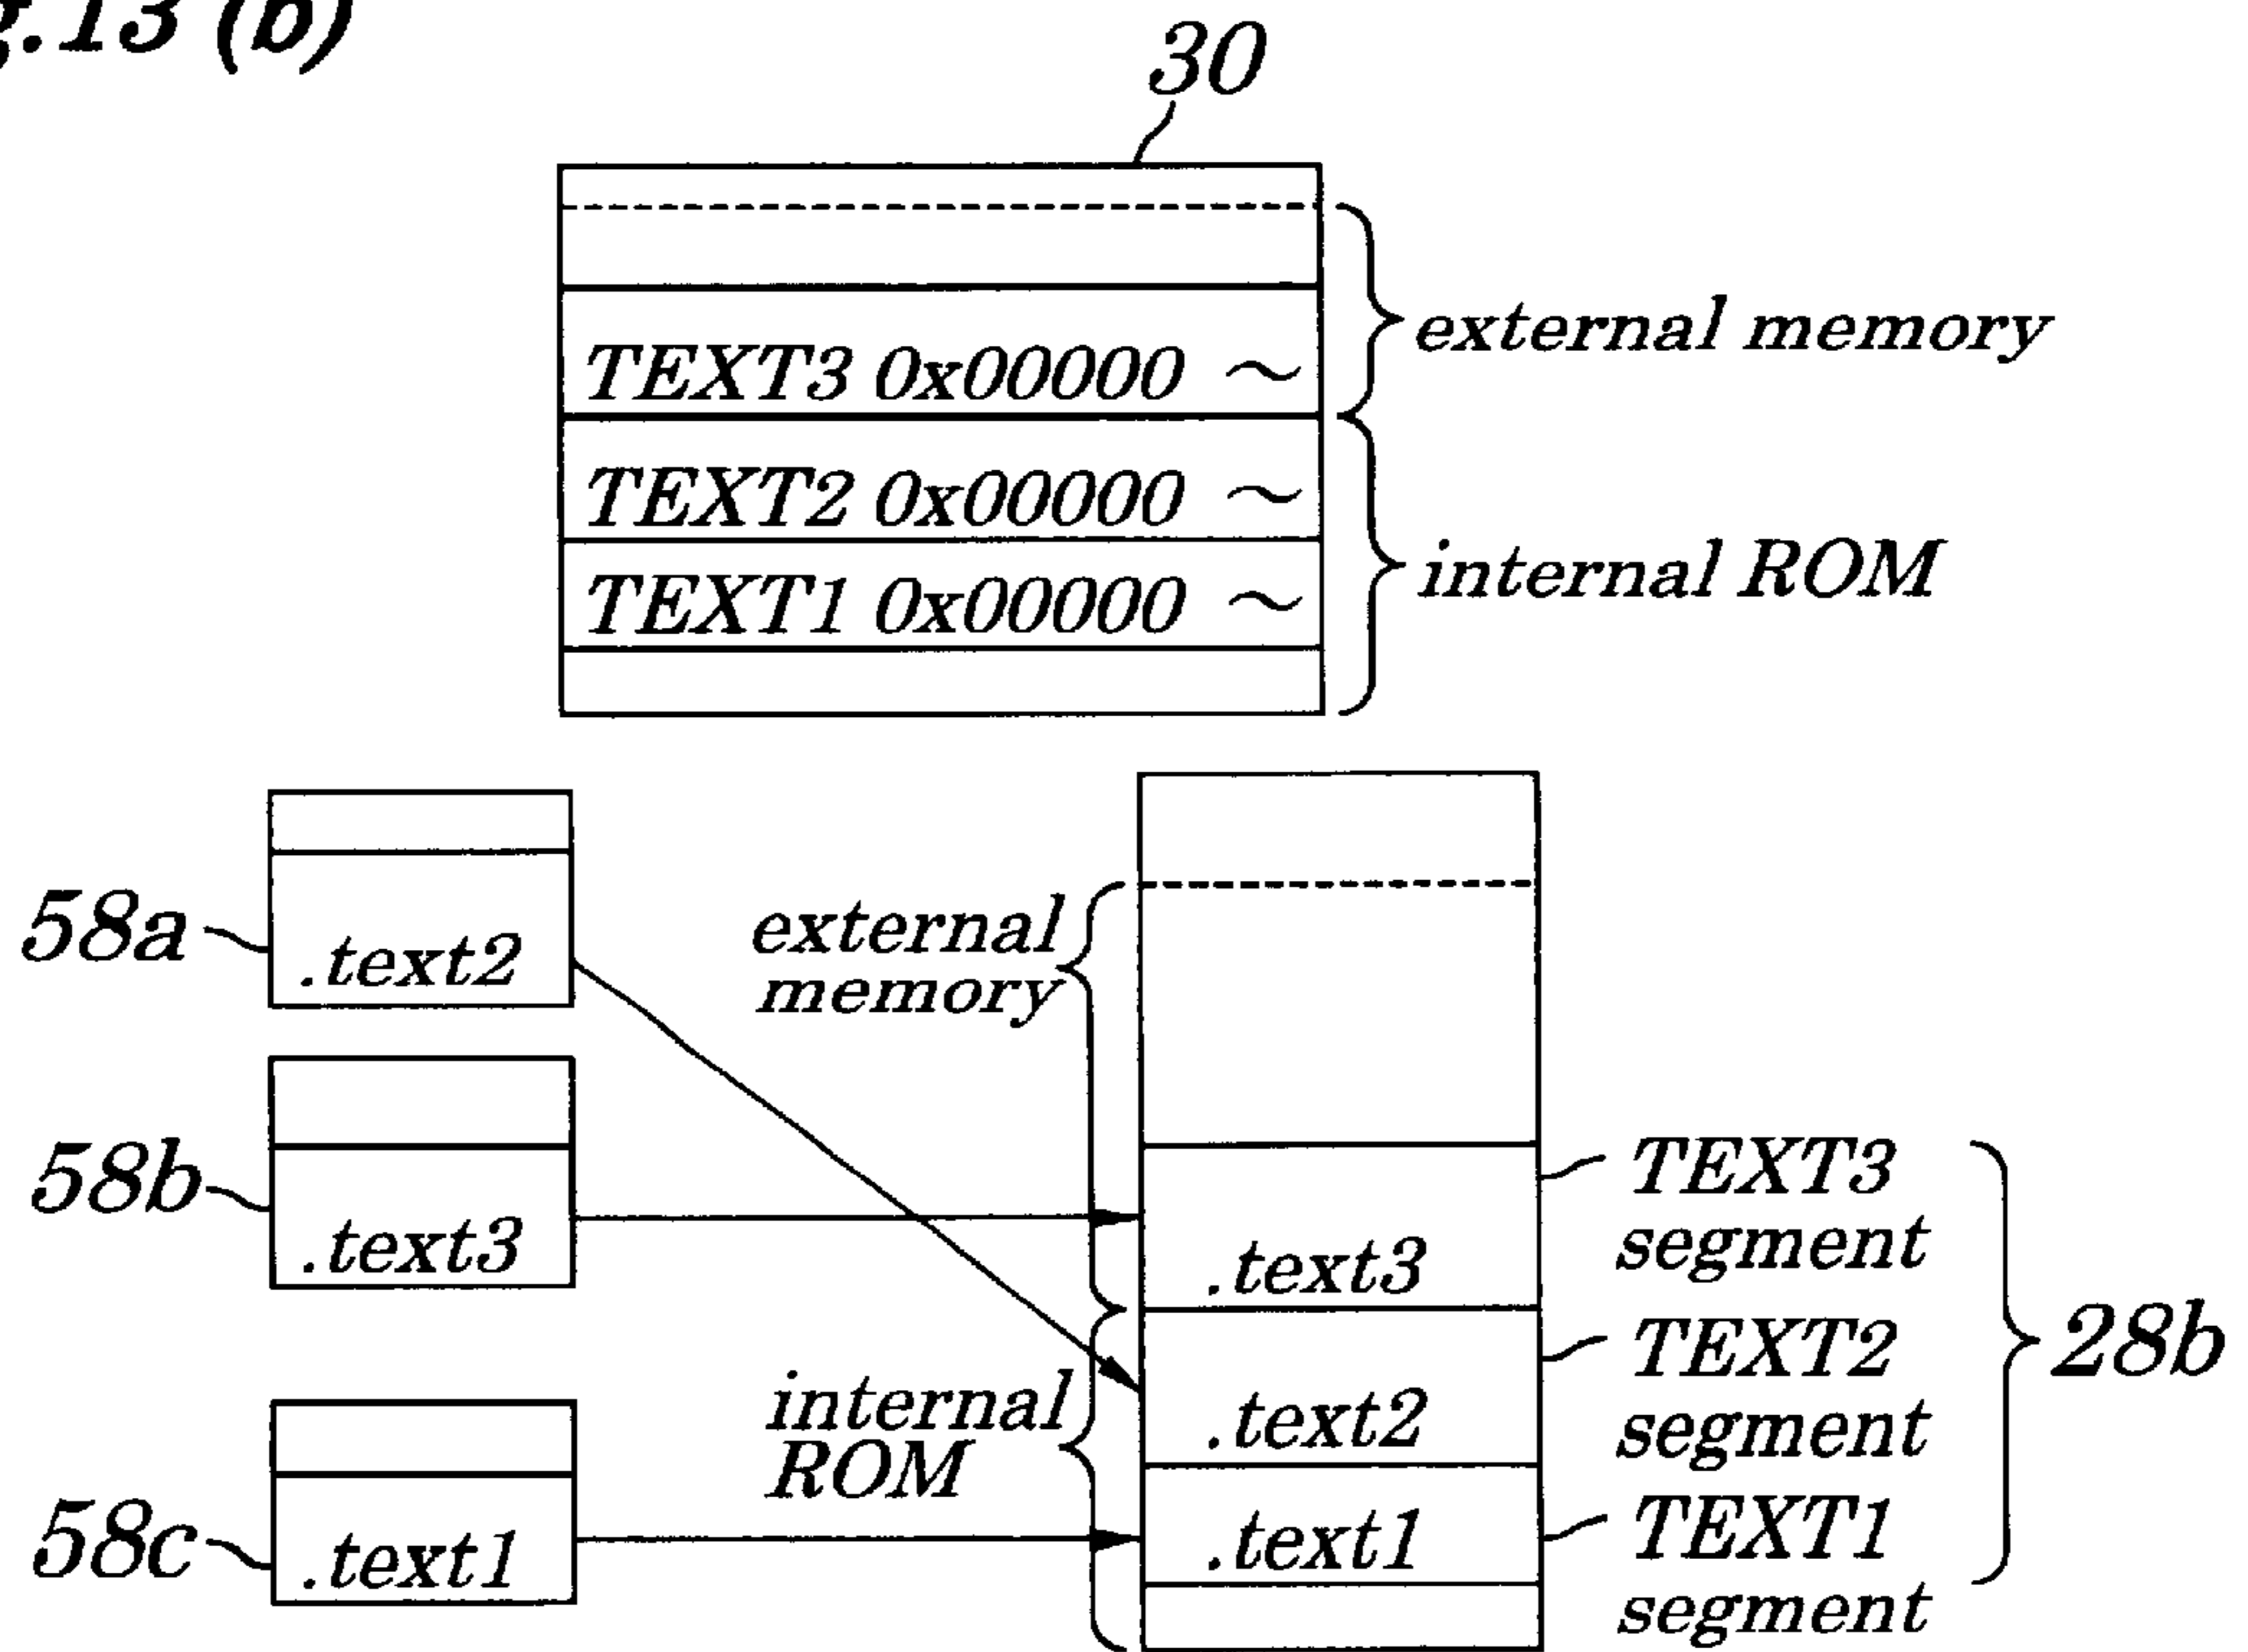 g.13 (b)
30
TEXT3 0x00000 ~
external memory
TEXT2 0x00000 ~
TEXT1 0x00000 ~
internal ROM
58a
.text2
external
memory
58b
.text3
.text3
TEXT3
segment
TEXT2
segment
28b
internal
ROM
.text2
58c
.text1
.text1
TEXT1
segment